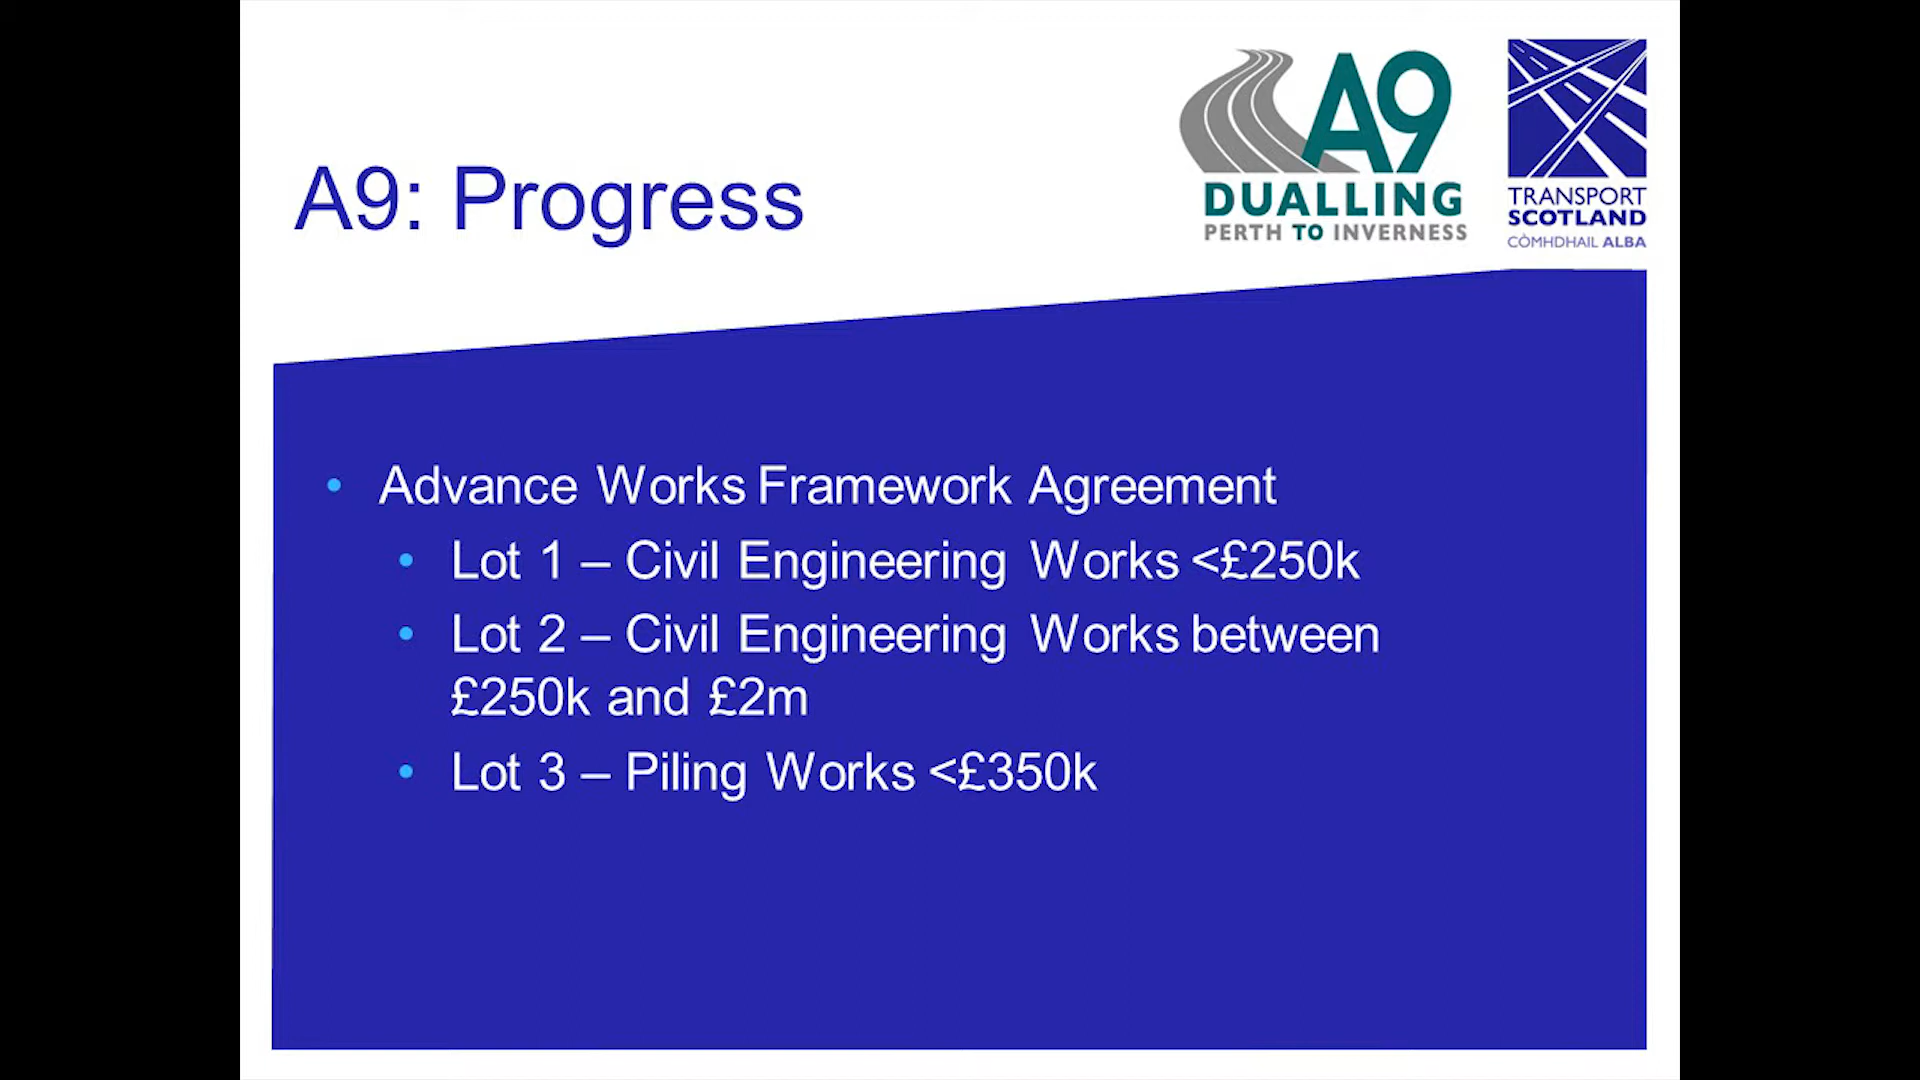 A9: Progress
A9
DUALLING
PERTH TO INVERNESS
TRANSPORT
SCOTLAND
CÒMHDHAIL ALBA
• Advance Works Framework Agreement
• Lot 1 – Civil Engineering Works <£250k
• Lot 2 – Civil Engineering Works between
£250k and £2m
• Lot 3 – Piling Works <£350k